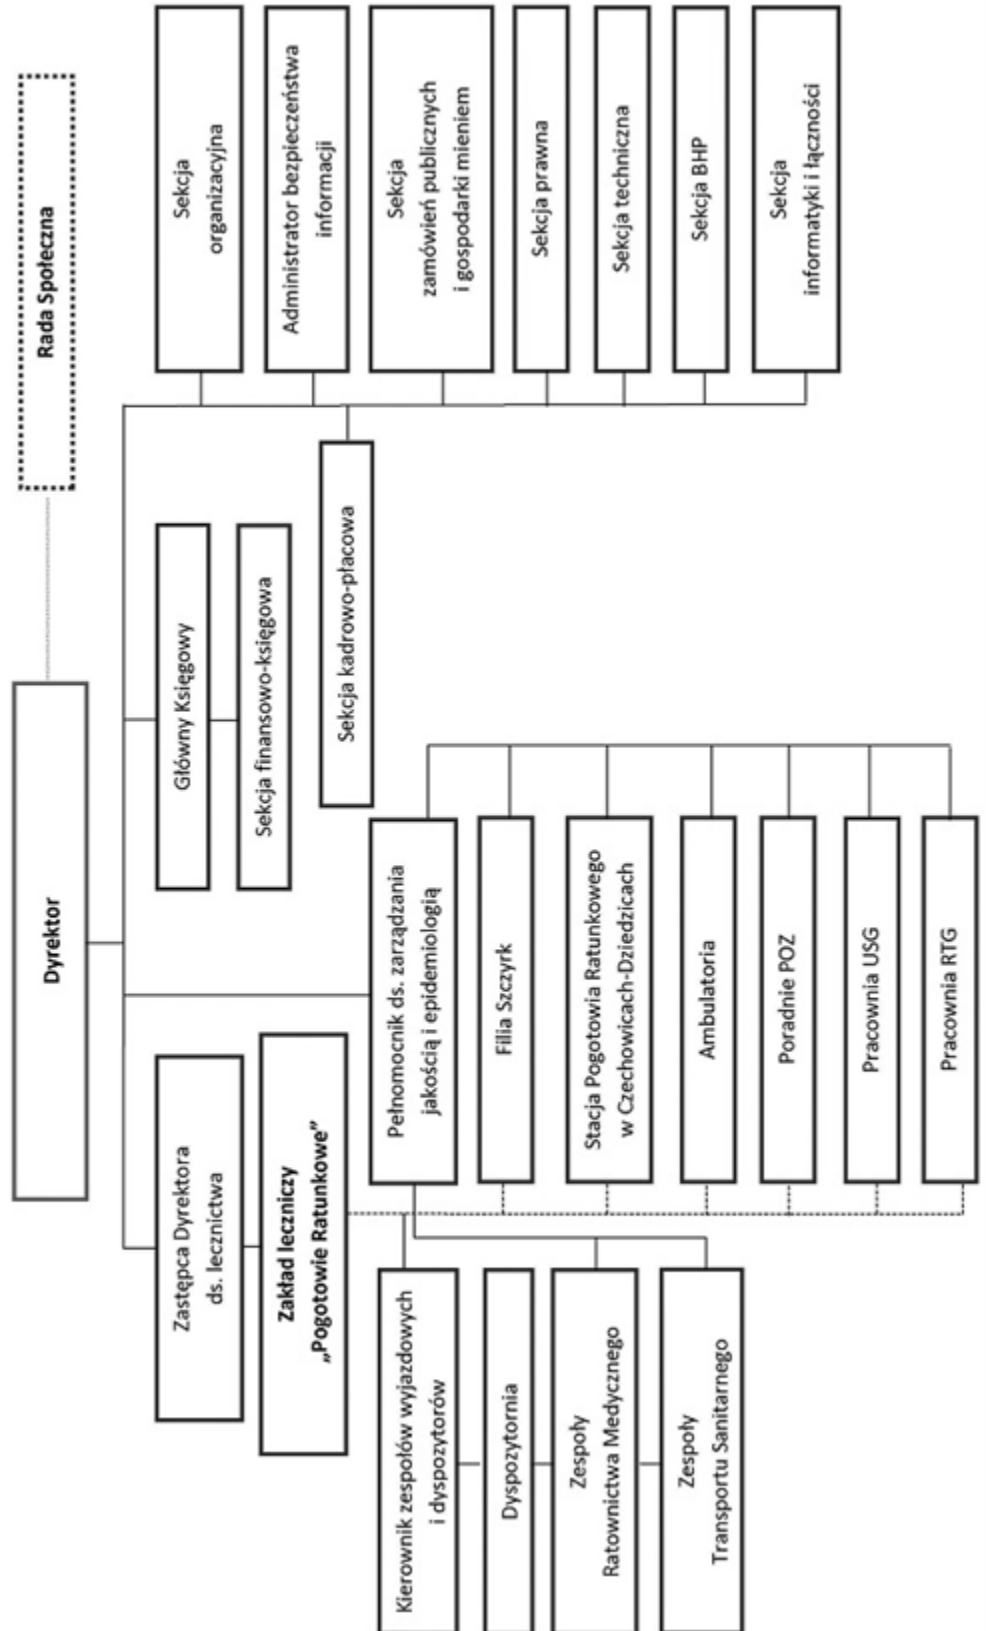 Dyrektor
Rada Społeczna
Zastępca Dyrektora
ds. lecznictwa
Zakład leczniczy
„Pogotowie Ratunkowe”
Główny Księgowy
Sekcja finansowo-księgowa
Sekcja kadrowo-płacowa
Sekcja
organizacyjna
Administrator bezpieczeństwa
informacji
Sekcja
zamówień publicznych
i gospodarki mieniem
Sekcja prawna
Sekcja techniczna
Sekcja BHP
Sekcja
informatyki i łączności
Pełnomocnik ds. zarządzania
jakością i epidemiologią
Filia Szczyrk
Stacja Pogotowia Ratunkowego
w Czechowicach-Dziedzicach
Ambulatoria
Poradnie POZ
Pracownia USG
Pracownia RTG
Kierownik zespołów wyjazdowych
i dyspozytorów
Dyspozytornia
Zespoły
Ratownictwa Medycznego
Zespoły
Transportu Sanitarnego